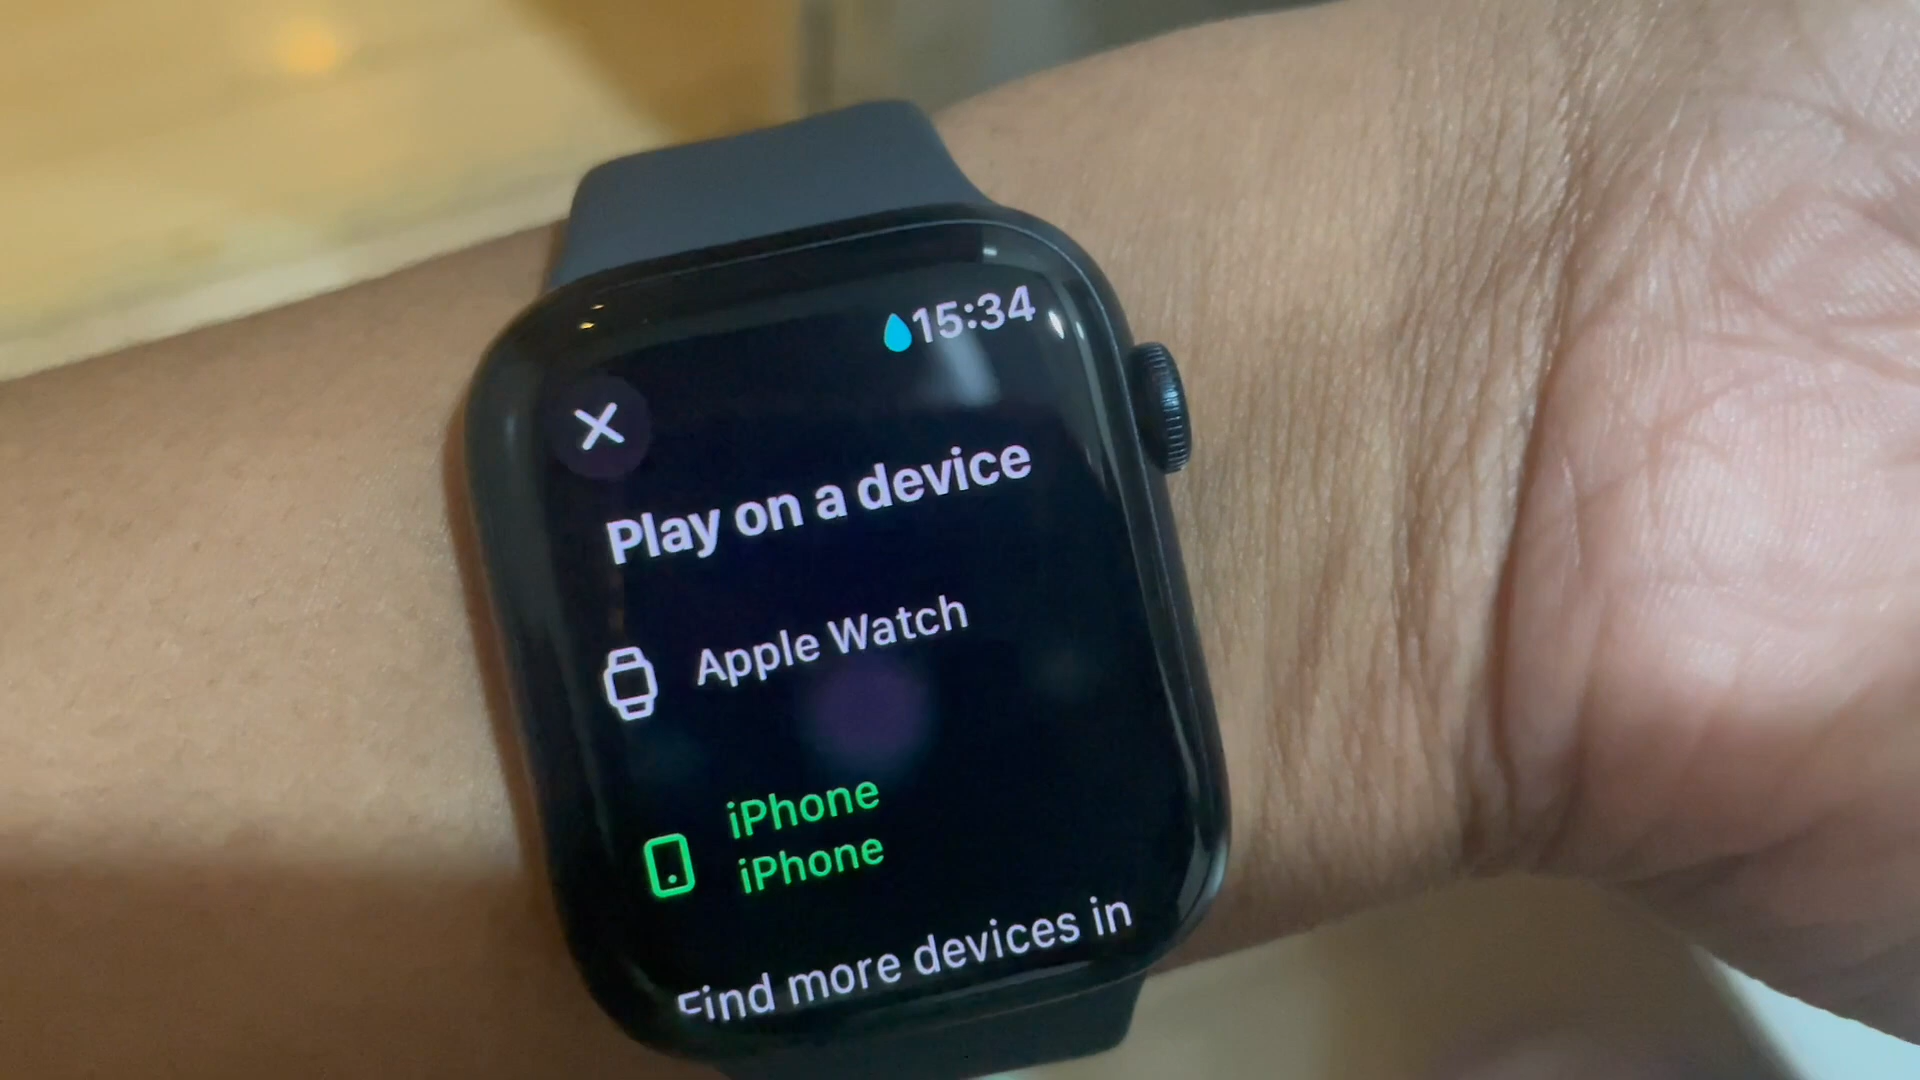 15:34
Play on a device
Apple Watch
iPhone
iPhone
Find more devices in